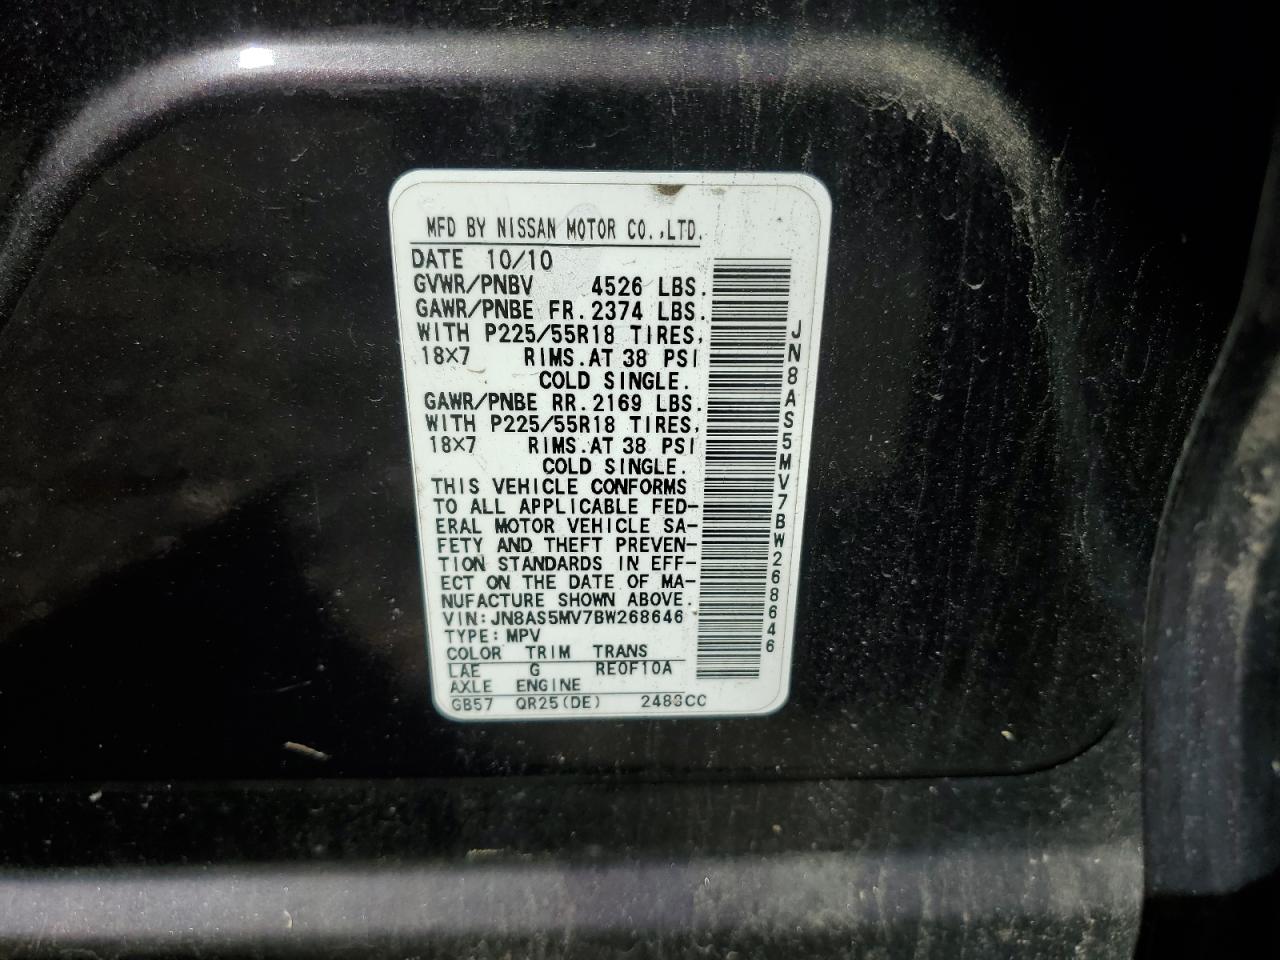 MFD BY NISSAN MOTOR CO.,LTD.
DATE 10/10
GVWR/PNBV 4526 LBS.
GAWR/PNBE FR. 2374 LBS.
WITH P225/55R18 TIRES,
18X7 RIMS.AT 38 PSI
COLD SINGLE.
GAWR/PNBE RR. 2169 LBS.
WITH P225/55R18 TIRES,
18X7 RIMS.AT 38 PSI
COLD SINGLE.
THIS VEHICLE CONFORMS
TO ALL APPLICABLE FED-
ERAL MOTOR VEHICLE SA-
FETY AND THEFT PREVEN-
TION STANDARDS IN EFF-
ECT ON THE DATE OF MA-
NUFACTURE SHOWN ABOVE.
VIN:JN8AS5MV7BW268646
TYPE:MPV
COLOR TRIM TRANS
LAE G RE0F10A
AXLE ENGINE
GB57 QR25(DE) 2488CC
JN8AS5MV7BW268646